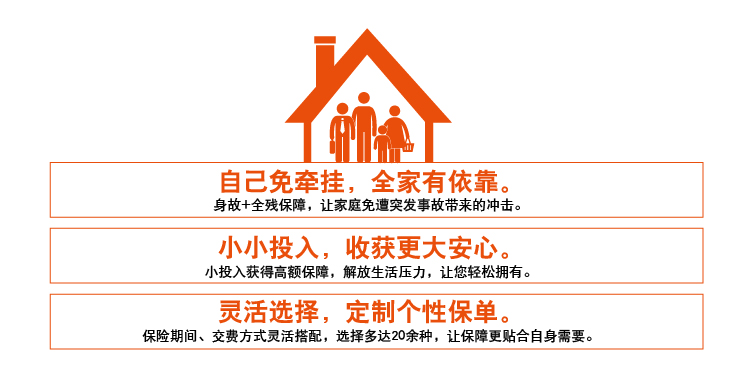 自己免牵挂，全家有依靠。
身故+全残保障，让家庭免遭突发事故带来的冲击。
小小投入，收获更大安心。
小投入获得高额保障，解放生活压力，让您轻松拥有。
灵活选择，定制个性保单。
保险期间、交费方式灵活搭配，选择多达20余种，让保障更贴合自身需要。